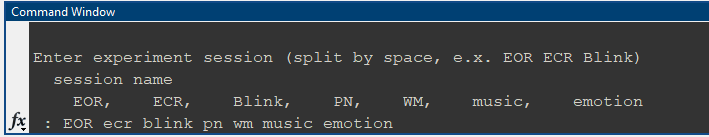 Command Window
Enter experiment session (split by space, e.x. EOR ECR Blink)
session name
EOR, ECR, Blink, PN, WM, music, emotion
fx : EOR ecr blink pn wm music emotion